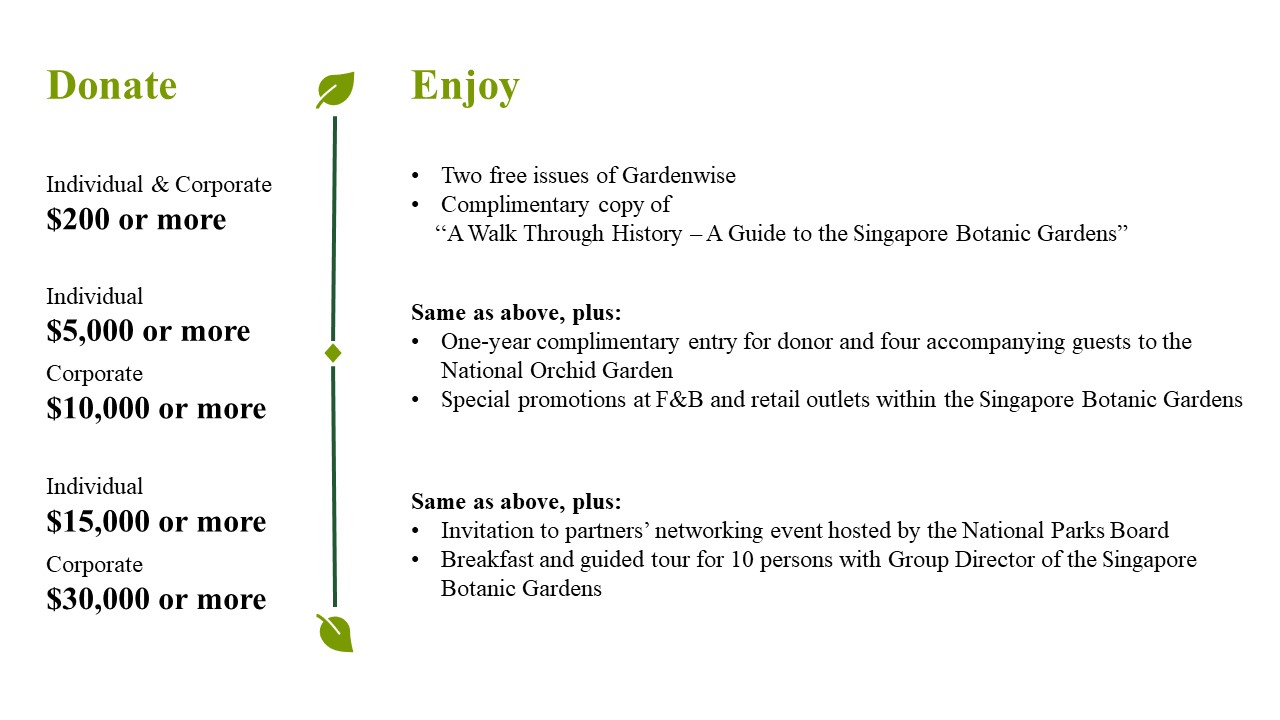 Donate
Enjoy
Individual & Corporate
$200 or more
• Two free issues of Gardenwise
• Complimentary copy of
“A Walk Through History – A Guide to the Singapore Botanic Gardens”
Individual
$5,000 or more
Corporate
$10,000 or more
Same as above, plus:
• One-year complimentary entry for donor and four accompanying guests to the
National Orchid Garden
• Special promotions at F&B and retail outlets within the Singapore Botanic Gardens
Individual
$15,000 or more
Corporate
$30,000 or more
Same as above, plus:
• Invitation to partners’ networking event hosted by the National Parks Board
• Breakfast and guided tour for 10 persons with Group Director of the Singapore
Botanic Gardens